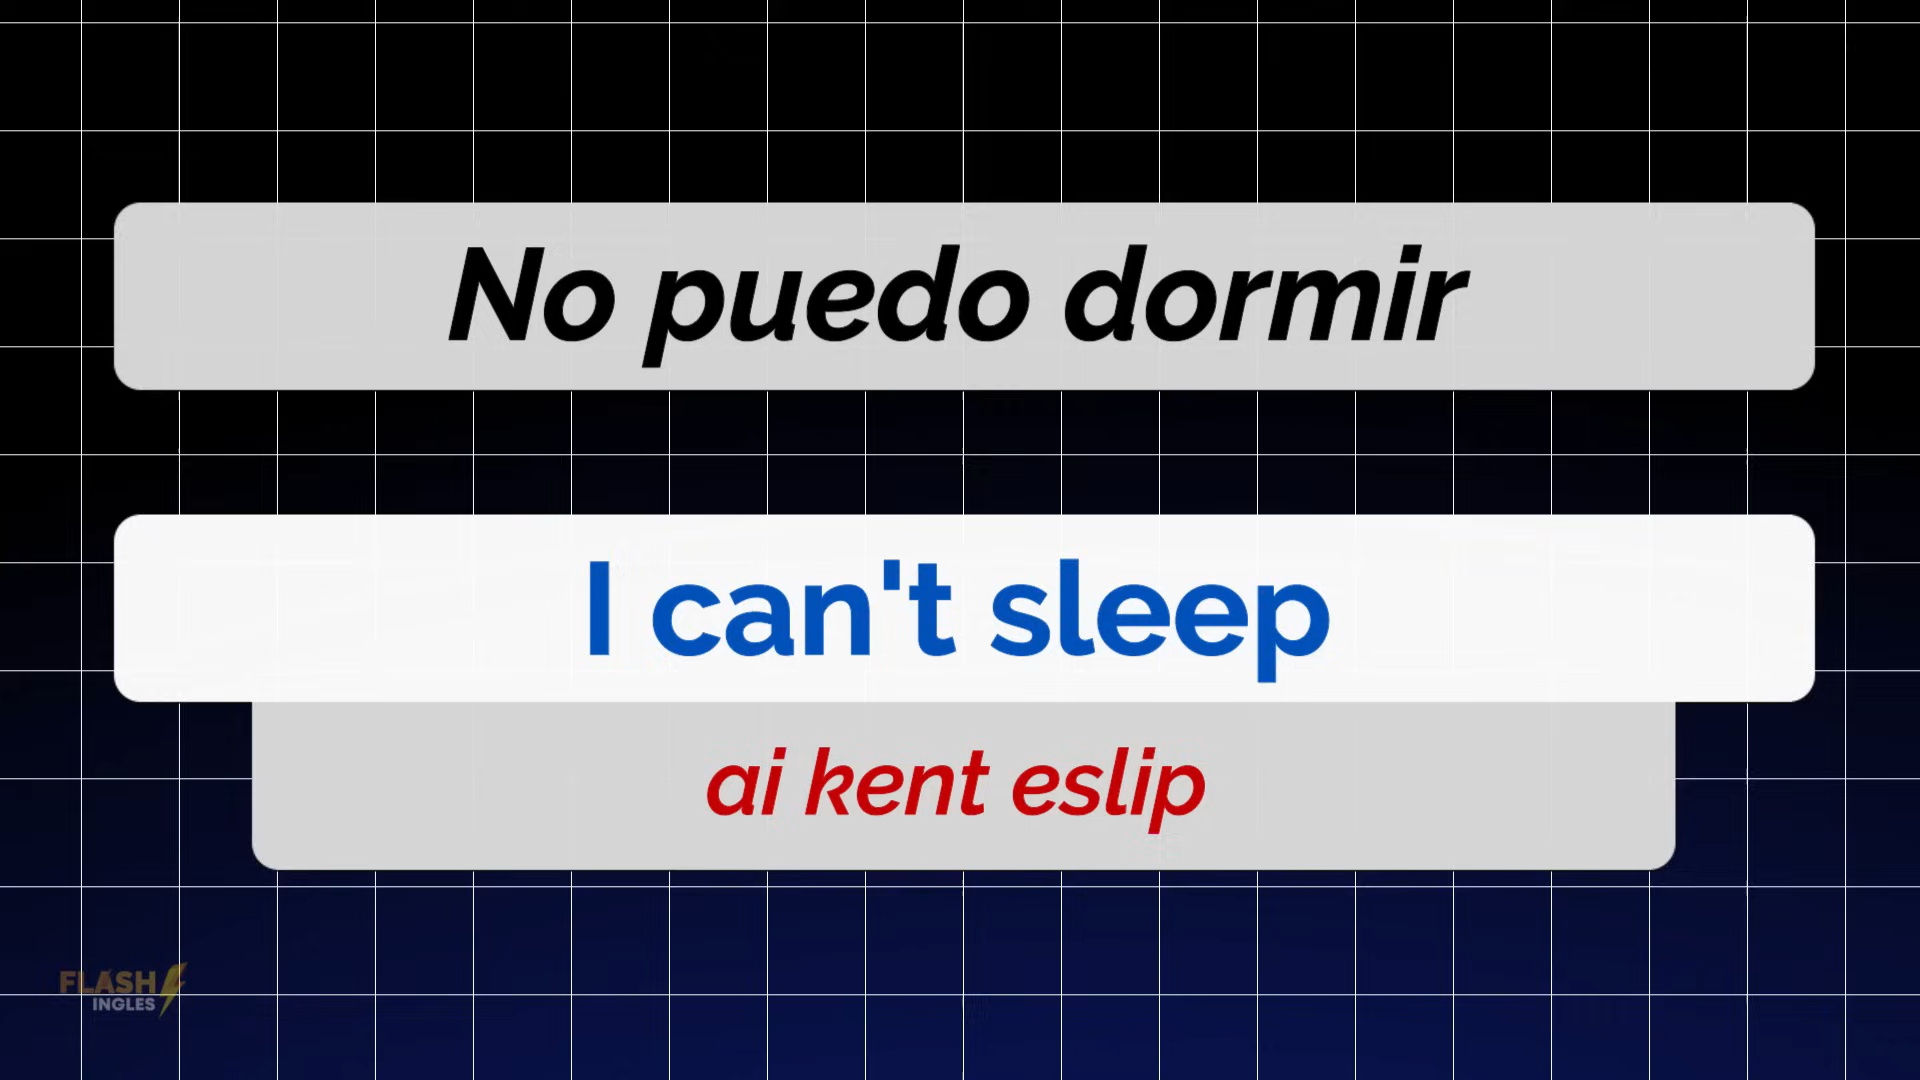 No puedo dormir
I can't sleep
ai kent eslip
FLASH
INGLES